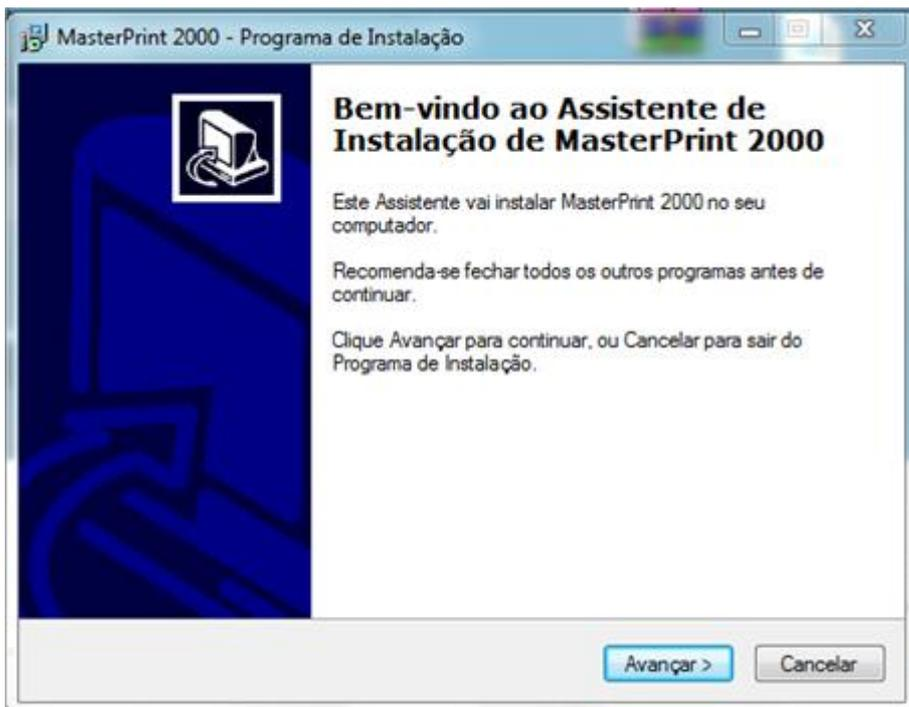 MasterPrint 2000 - Programa de Instalação
Bem-vindo ao Assistente de
Instalação de MasterPrint 2000
Este Assistente vai instalar MasterPrint 2000 no seu
computador.
Recomenda-se fechar todos os outros programas antes de
continuar.
Clique Avançar para continuar, ou Cancelar para sair do
Programa de Instalação.
Avançar >
Cancelar